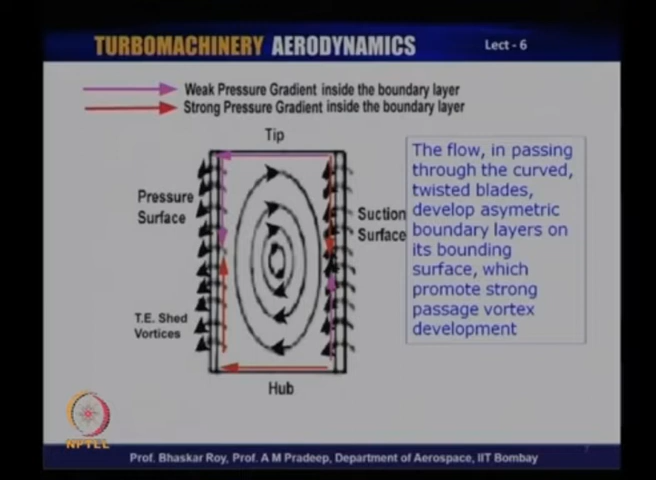 TURBOMACHINERY AERODYNAMICS
Lect - 6
Weak Pressure Gradient inside the boundary layer
Strong Pressure Gradient inside the boundary layer
Tip
Pressure
Surface
Suction
Surface
T.E. Shed
Vortices
Hub
The flow, in passing
through the curved,
twisted blades,
develop asymetric
boundary layers on
its bounding
surface, which
promote strong
passage vortex
development
NPTEL
Prof. Bhaskar Roy, Prof. A M Pradeep, Department of Aerospace, IIT Bombay
7